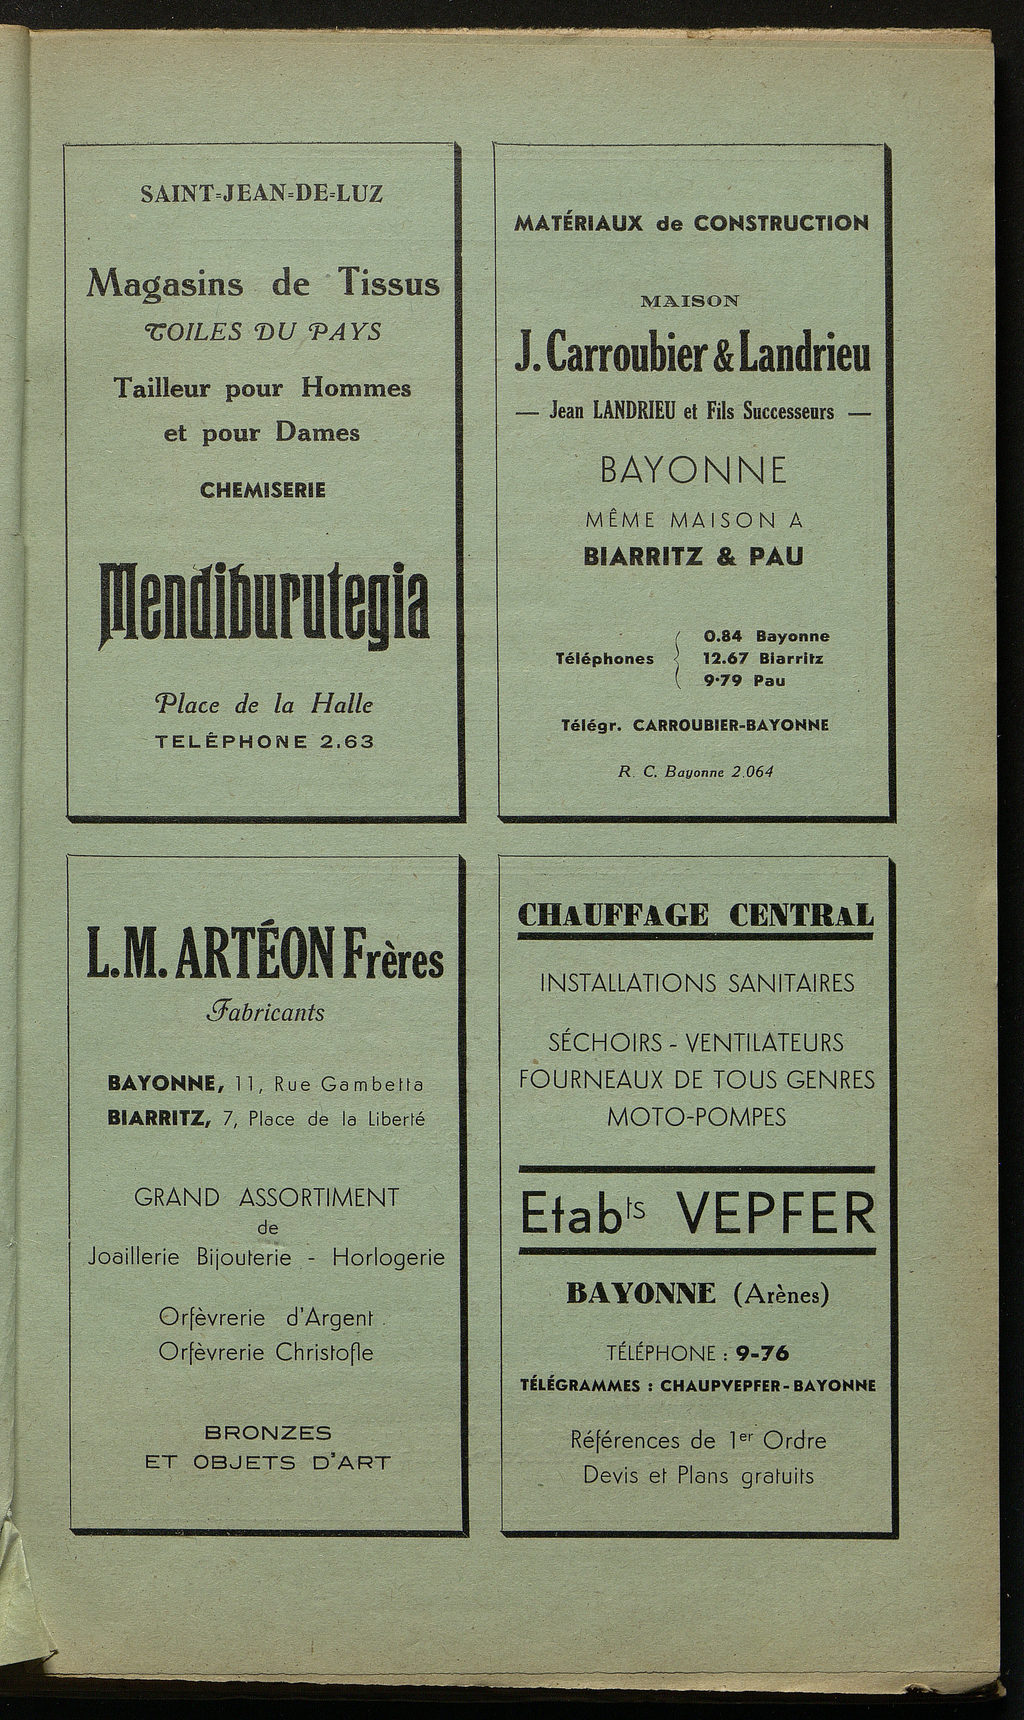 SAINT-JEAN-DE-LUZ
Magasins de Tissus
TOILES DU PAYS
Tailleur pour Hommes
et pour Dames
CHEMISERIE
Mendiburutegia
Place de la Halle
TELÉPHONE 2.63
MATÉRIAUX de CONSTRUCTION
MAISON
J. Carroubier & Landrieu
— Jean LANDRIEU et Fils Successeurs —
BAYONNE
MÊME MAISON A
BIARRITZ & PAU
0.84 Bayonne
Téléphones 12.67 Biarritz
9·79 Pau
Télégr. CARROUBIER-BAYONNE
R. C. Bayonne 2.064
L. M. ARTÉON Frères
Fabricants
BAYONNE, 11, Rue Gambetta
BIARRITZ, 7, Place de la Liberté
GRAND ASSORTIMENT
de
Joaillerie Bijouterie - Horlogerie
Orfèvrerie d'Argent
Orfèvrerie Christofle
BRONZES
ET OBJETS D'ART
CHAUFFAGE CENTRAL
INSTALLATIONS SANITAIRES
SÉCHOIRS - VENTILATEURS
FOURNEAUX DE TOUS GENRES
MOTO-POMPES
Etabts VEPFER
BAYONNE (Arènes)
TÉLÉPHONE : 9-76
TÉLÉGRAMMES : CHAUPVEPFER-BAYONNE
Références de 1er Ordre
Devis et Plans gratuits